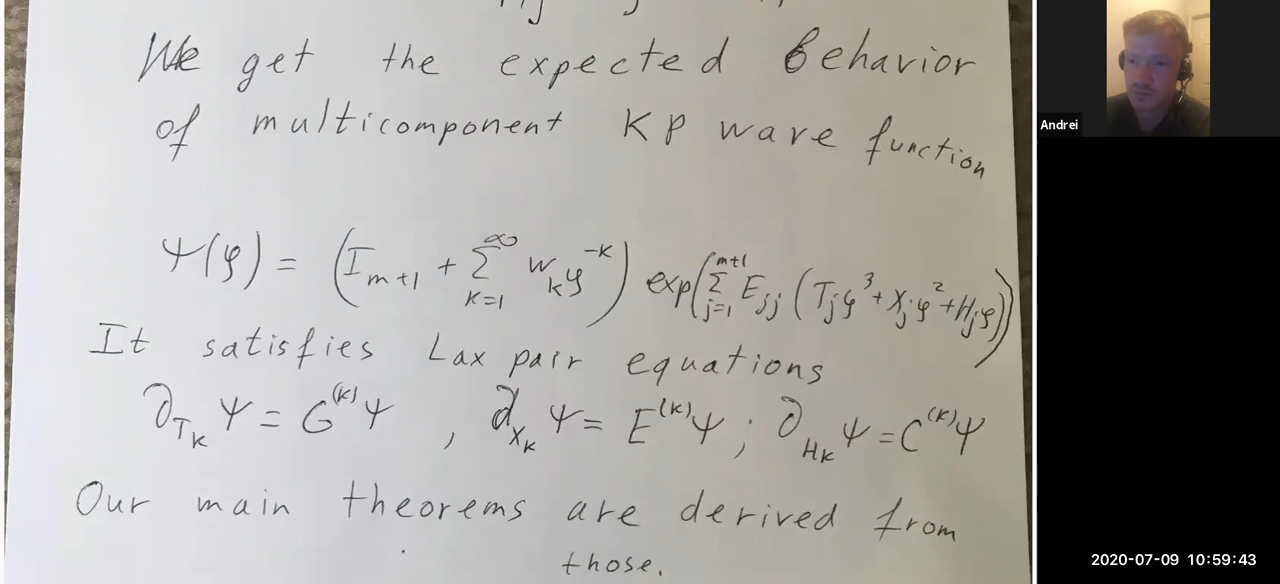 We get the expected behavior
of multicomponent KP wave function
Ψ(φ) = (I_{m+1} + Σ_{k=1}^{∞} w_k φ^{-k}) exp(Σ_{j=1}^{m+1} E_{jj} (T_j φ^3 + X_j φ^2 + H_j φ))
It satisfies Lax pair equations
∂_{T_k} Ψ = G^{(k)} Ψ , ∂_{X_k} Ψ = E^{(k)} Ψ ; ∂_{H_k} Ψ = C^{(k)} Ψ
Our main theorems are derived from
those.
Andrei
2020-07-09 10:59:43